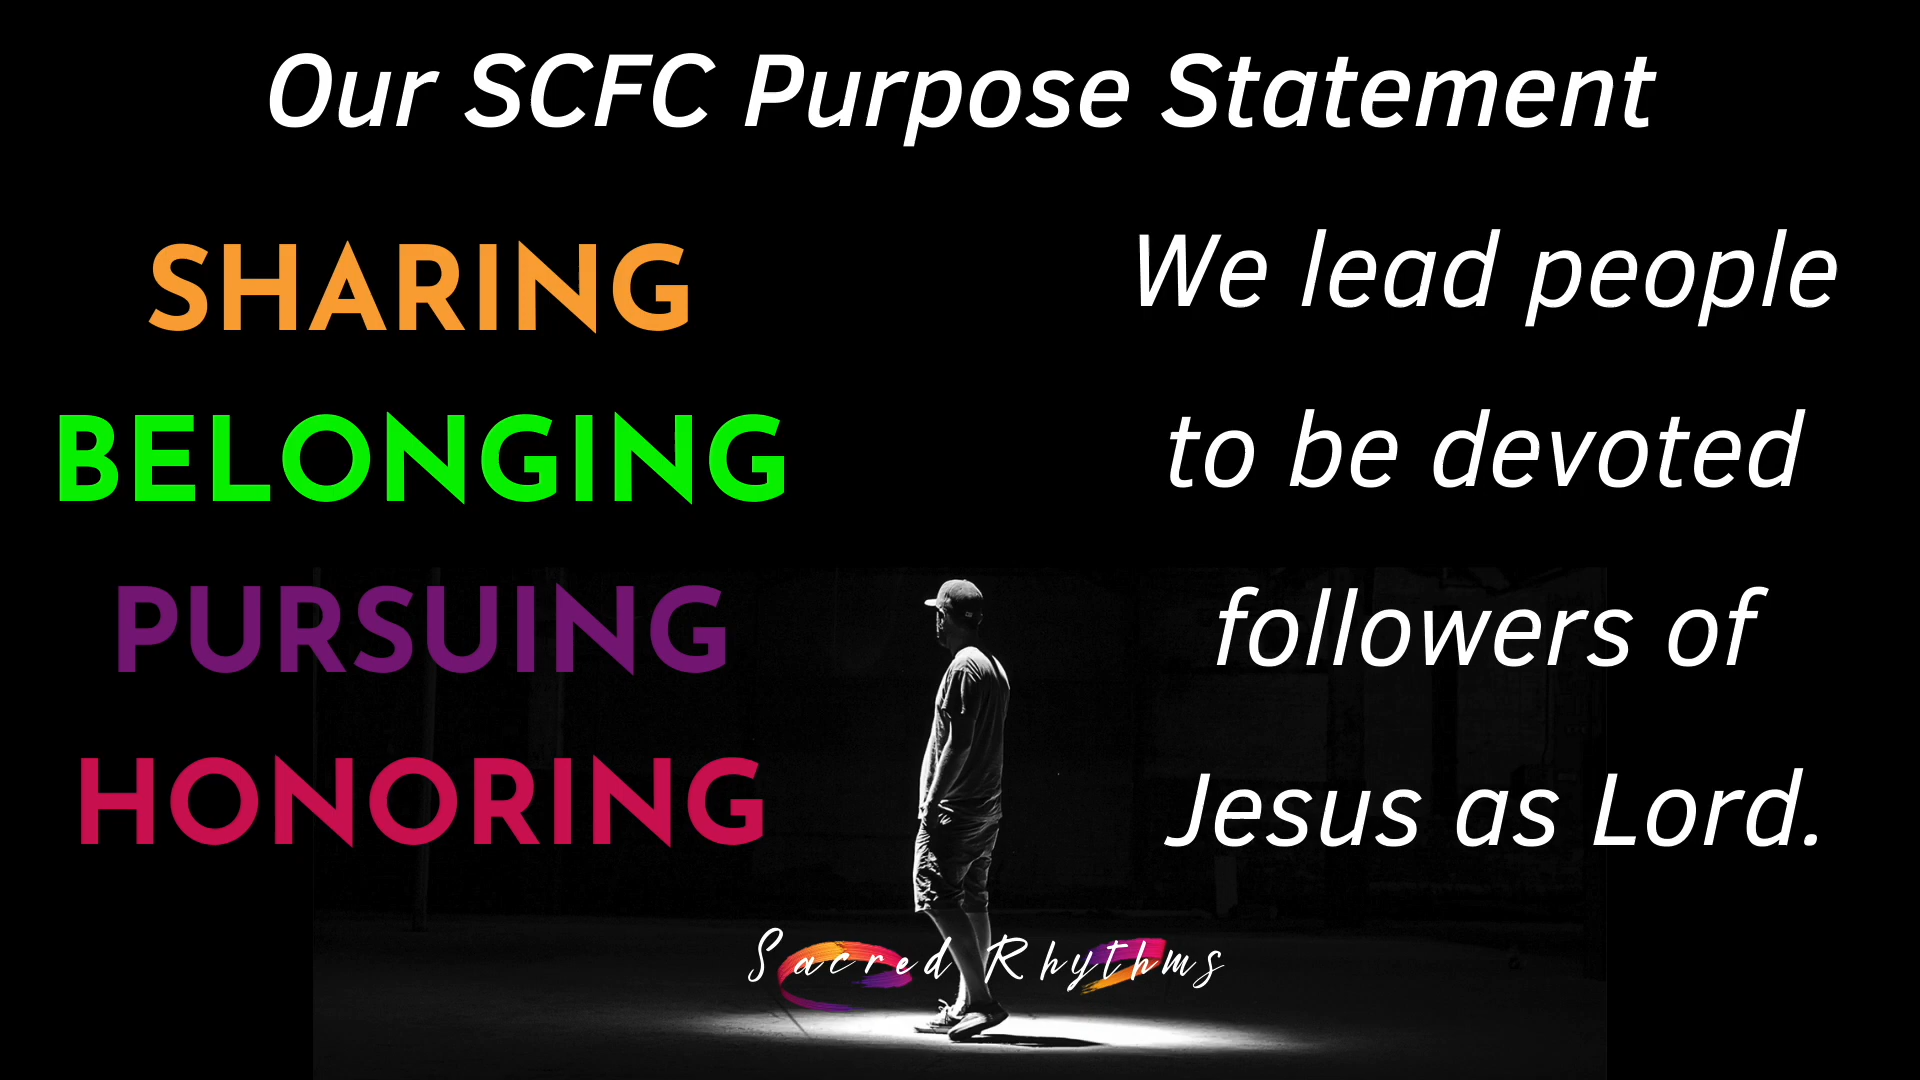 Our SCFC Purpose Statement
SHARING
BELONGING
PURSUING
HONORING
We lead people
to be devoted
followers of
Jesus as Lord.
Sacred Rhythms